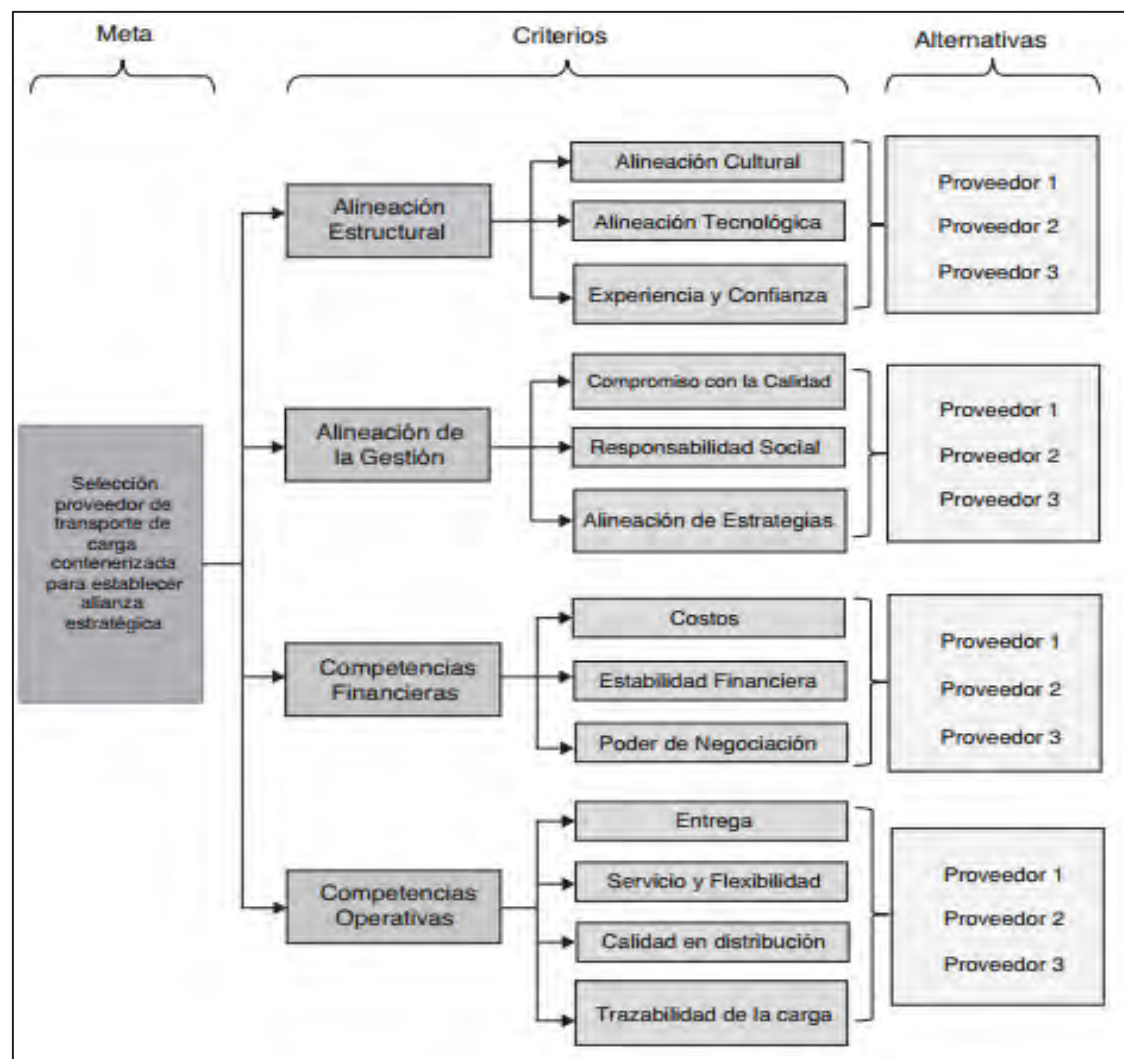 Meta
Criterios
Alternativas
Selección
proveedor de
transporte de
carga
contenerizada
para establecer
alianza
estratégica
Alineación
Estructural
Alineación Cultural
Alineación Tecnológica
Experiencia y Confianza
Proveedor 1
Proveedor 2
Proveedor 3
Alineación de
la Gestión
Compromiso con la Calidad
Responsabilidad Social
Alineación de Estrategias
Proveedor 1
Proveedor 2
Proveedor 3
Competencias
Financieras
Costos
Estabilidad Financiera
Poder de Negociación
Proveedor 1
Proveedor 2
Proveedor 3
Competencias
Operativas
Entrega
Servicio y Flexibilidad
Calidad en distribución
Trazabilidad de la carga
Proveedor 1
Proveedor 2
Proveedor 3